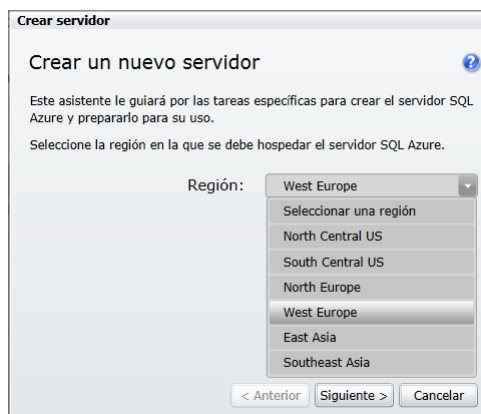 Crear servidor
Crear un nuevo servidor
?
Este asistente le guiará por las tareas específicas para crear el servidor SQL
Azure y prepararlo para su uso.
Seleccione la región en la que se debe hospedar el servidor SQL Azure.
Región: West Europe
Seleccionar una región
North Central US
South Central US
North Europe
West Europe
East Asia
Southeast Asia
< Anterior Siguiente > Cancelar